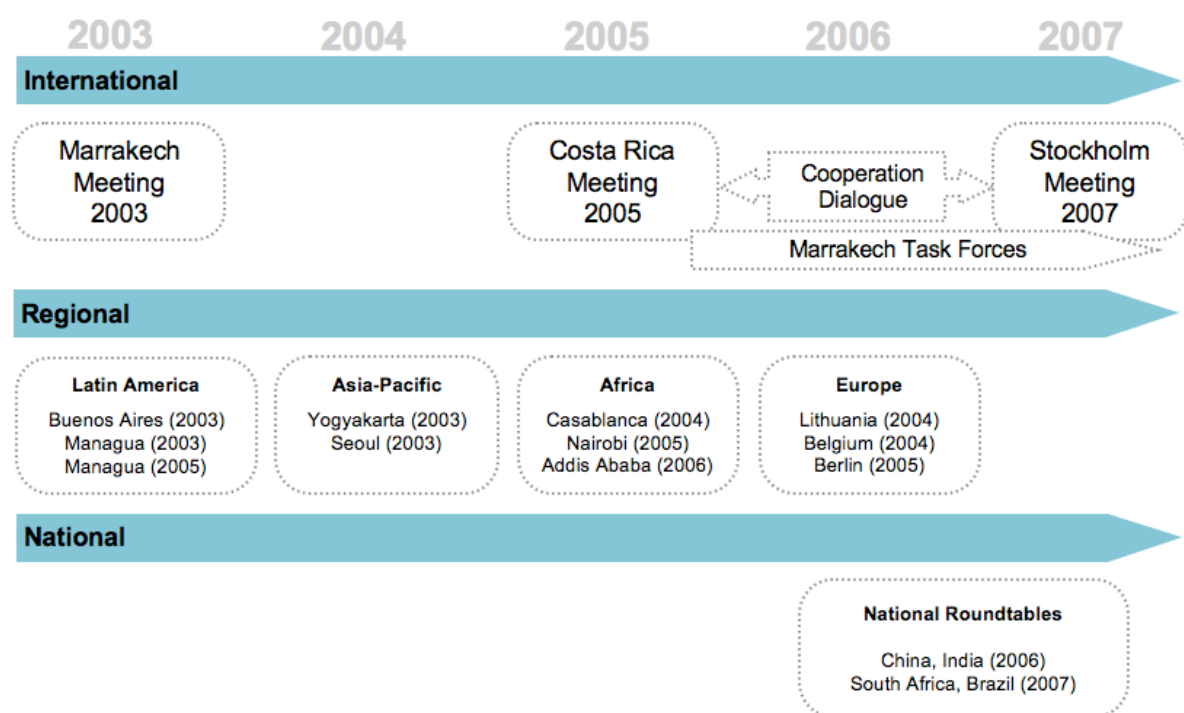 2003 2004 2005 2006 2007
International
Marrakech
Meeting
2003
Costa Rica
Meeting
2005
Cooperation
Dialogue
Stockholm
Meeting
2007
Marrakech Task Forces
Regional
Latin America
Buenos Aires (2003)
Managua (2003)
Managua (2005)
Asia-Pacific
Yogyakarta (2003)
Seoul (2003)
Africa
Casablanca (2004)
Nairobi (2005)
Addis Ababa (2006)
Europe
Lithuania (2004)
Belgium (2004)
Berlin (2005)
National
National Roundtables
China, India (2006)
South Africa, Brazil (2007)